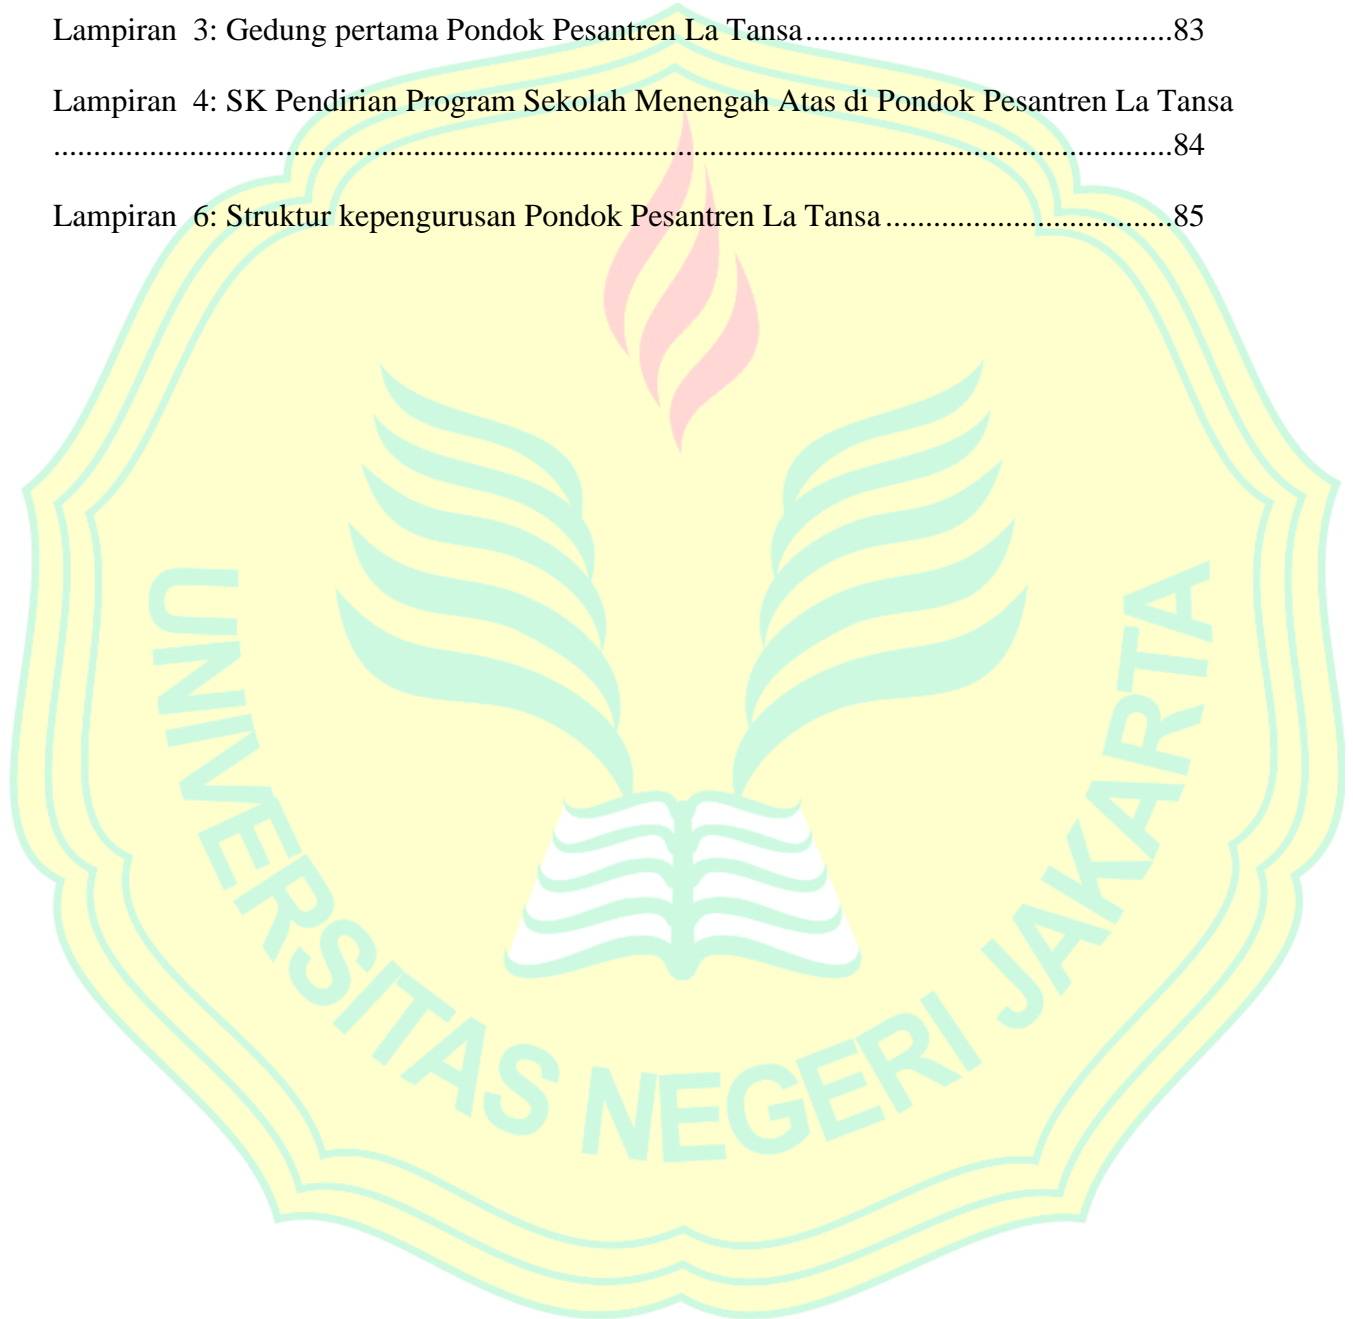 Lampiran  3: Gedung pertama Pondok Pesantren La Tansa..............................................83
Lampiran  4: SK Pendirian Program Sekolah Menengah Atas di Pondok Pesantren La Tansa
............................................................................................................................................84
Lampiran  6: Struktur kepengurusan Pondok Pesantren La Tansa....................................85
UNIVERSITAS NEGERI JAKARTA